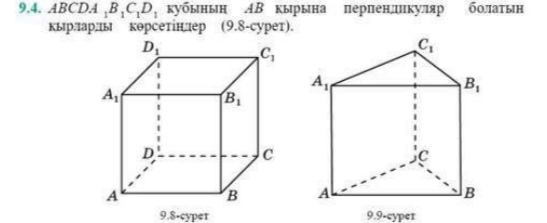 9.4. ABCDA₁B₁C₁D₁ кубының AB қырына перпендикуляр болатын
қырларды көрсетіңдер (9.8-сурет).
D₁ C₁ C₁
A₁ B₁ A₁ B₁
D C C
A B A B
9.8-сурет 9.9-сурет